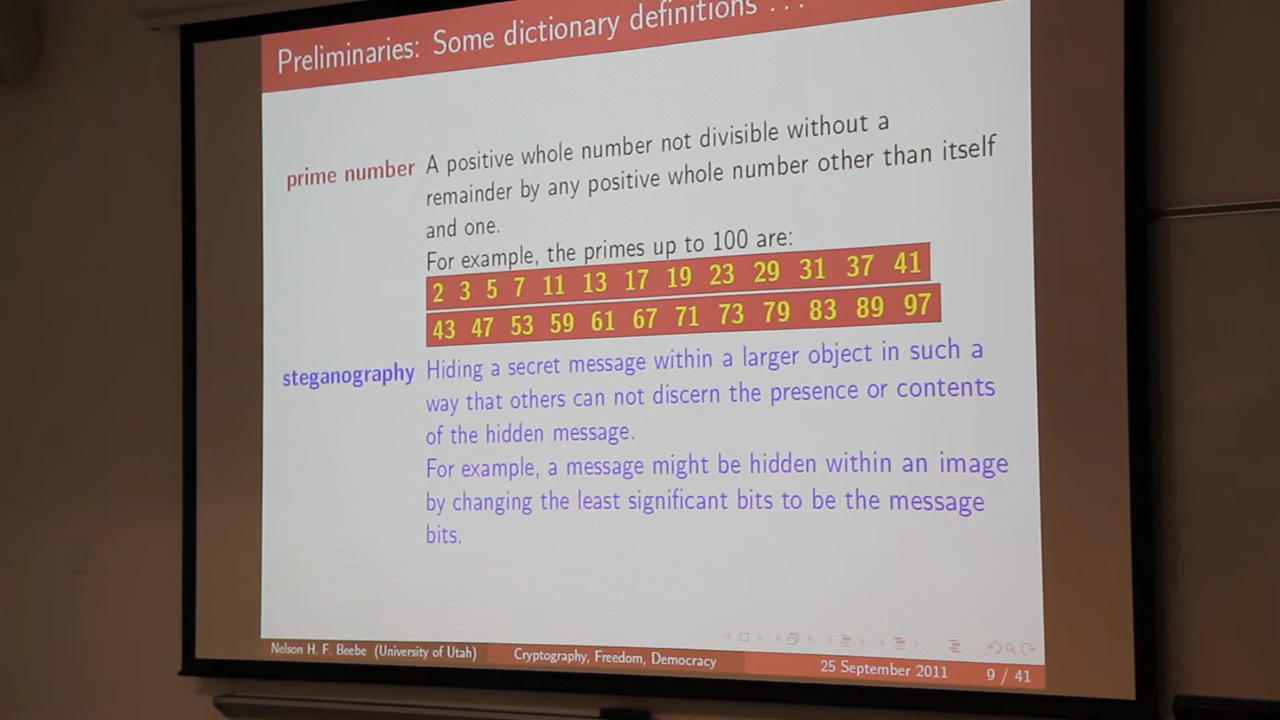 Preliminaries: Some dictionary definitions ...
prime number A positive whole number not divisible without a
remainder by any positive whole number other than itself
and one.
For example, the primes up to 100 are:
2 3 5 7 11 13 17 19 23 29 31 37 41
43 47 53 59 61 67 71 73 79 83 89 97
steganography Hiding a secret message within a larger object in such a
way that others can not discern the presence or contents
of the hidden message.
For example, a message might be hidden within an image
by changing the least significant bits to be the message
bits.
Nelson H. F. Beebe (University of Utah) Cryptography, Freedom, Democracy 25 September 2011 9 / 41